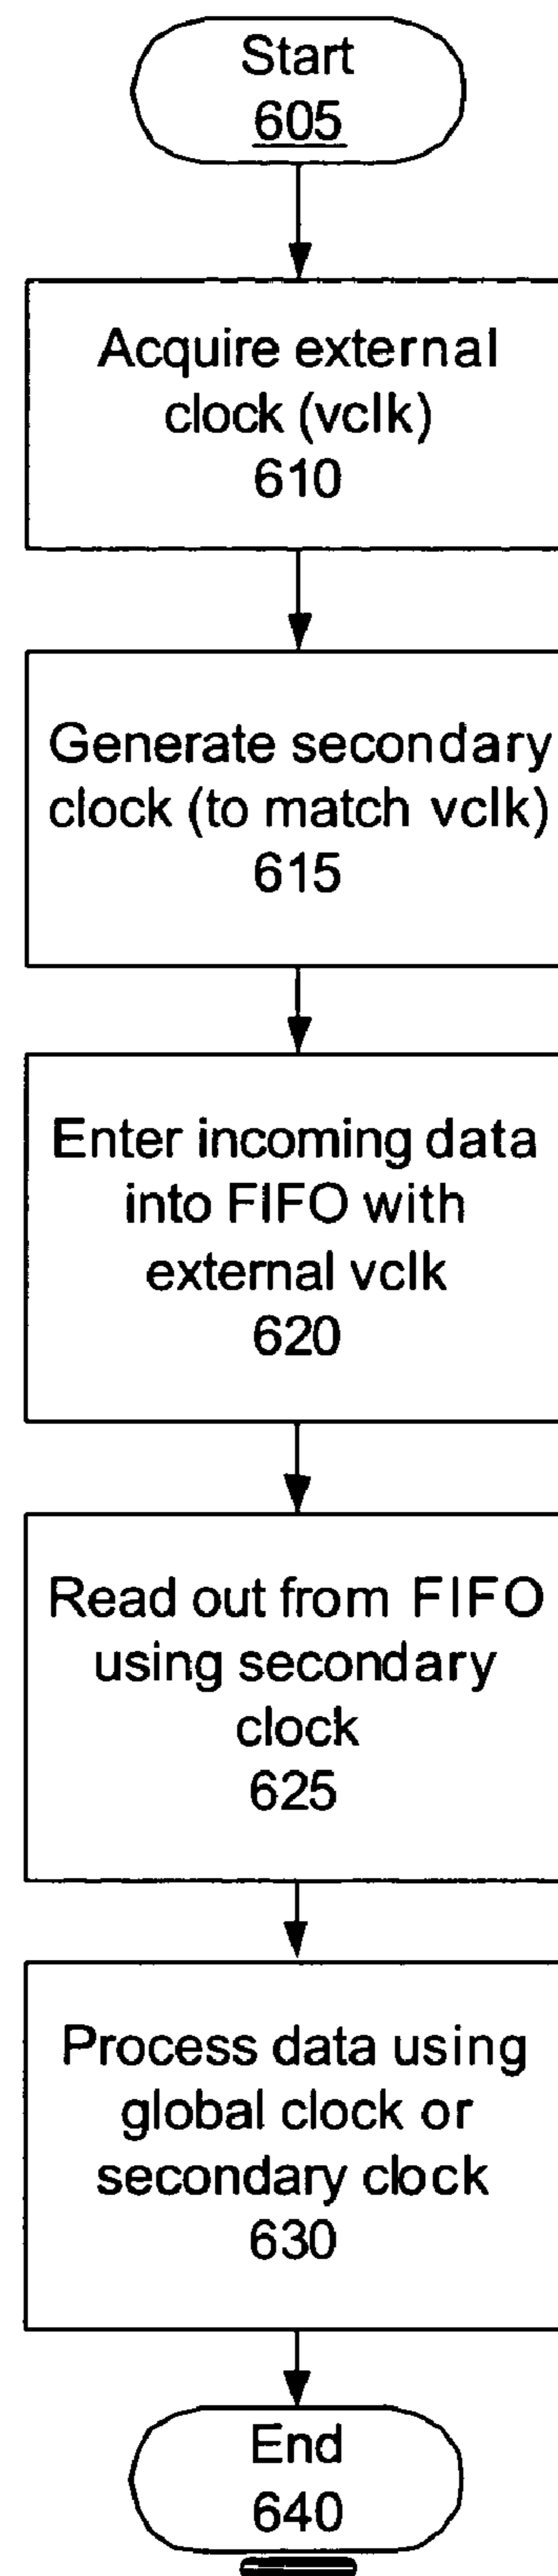 Start
605
Acquire external
clock (vclk)
610
Generate secondary
clock (to match vclk)
615
Enter incoming data
into FIFO with
external vclk
620
Read out from FIFO
using secondary
clock
625
Process data using
global clock or
secondary clock
630
End
640